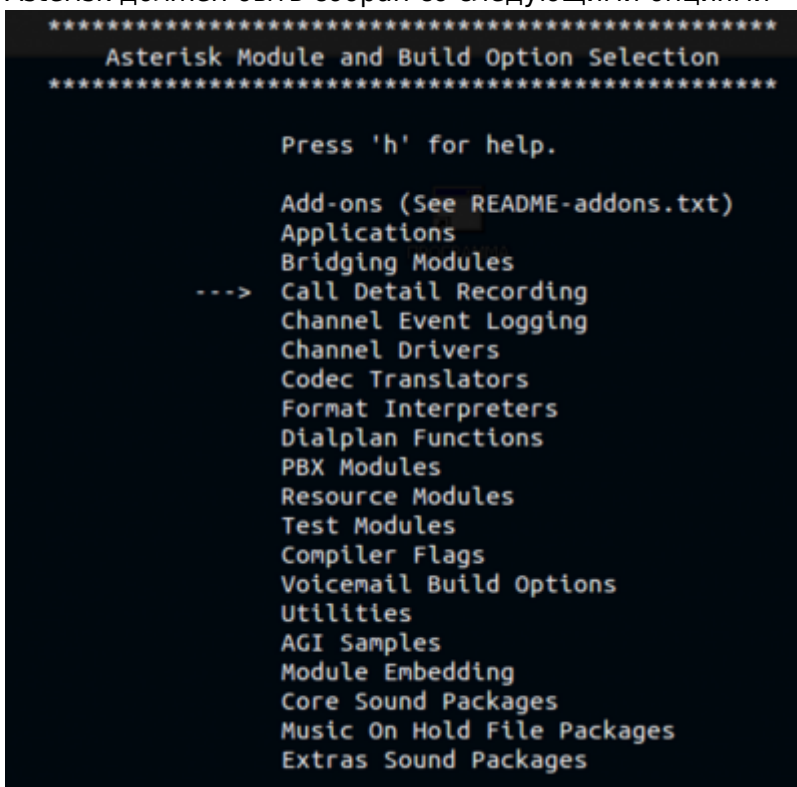 Asterisk должен быть собран со следующими опциями
**************************************************
Asterisk Module and Build Option Selection
**************************************************
Press 'h' for help.
Add-ons (See README-addons.txt)
Applications
Bridging Modules
---> Call Detail Recording
Channel Event Logging
Channel Drivers
Codec Translators
Format Interpreters
Dialplan Functions
PBX Modules
Resource Modules
Test Modules
Compiler Flags
Voicemail Build Options
Utilities
AGI Samples
Module Embedding
Core Sound Packages
Music On Hold File Packages
Extras Sound Packages